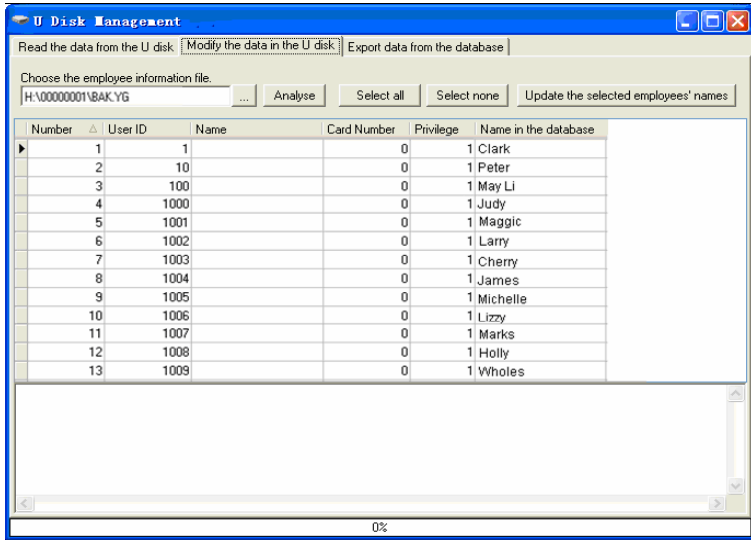 U Disk Management
Read the data from the U disk Modify the data in the U disk Export data from the database
Choose the employee information file.
H:\00000001\BAK.YG ... Analyse Select all Select none Update the selected employees' names
Number User ID Name Card Number Privilege Name in the database
1 1 0 1 Clark
2 10 0 1 Peter
3 100 0 1 May Li
4 1000 0 1 Judy
5 1001 0 1 Maggic
6 1002 0 1 Larry
7 1003 0 1 Cherry
8 1004 0 1 James
9 1005 0 1 Michelle
10 1006 0 1 Lizzy
11 1007 0 1 Marks
12 1008 0 1 Holly
13 1009 0 1 Wholes
0%